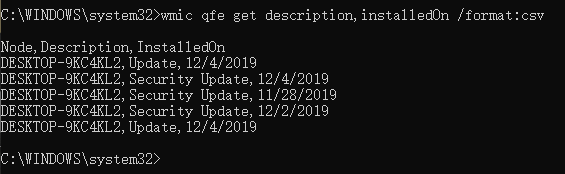 C:\WINDOWS\system32>wmic qfe get description,installedOn /format:csv
Node,Description,InstalledOn
DESKTOP-9KC4KL2,Update,12/4/2019
DESKTOP-9KC4KL2,Security Update,12/4/2019
DESKTOP-9KC4KL2,Security Update,11/28/2019
DESKTOP-9KC4KL2,Security Update,12/2/2019
DESKTOP-9KC4KL2,Update,12/4/2019
C:\WINDOWS\system32>